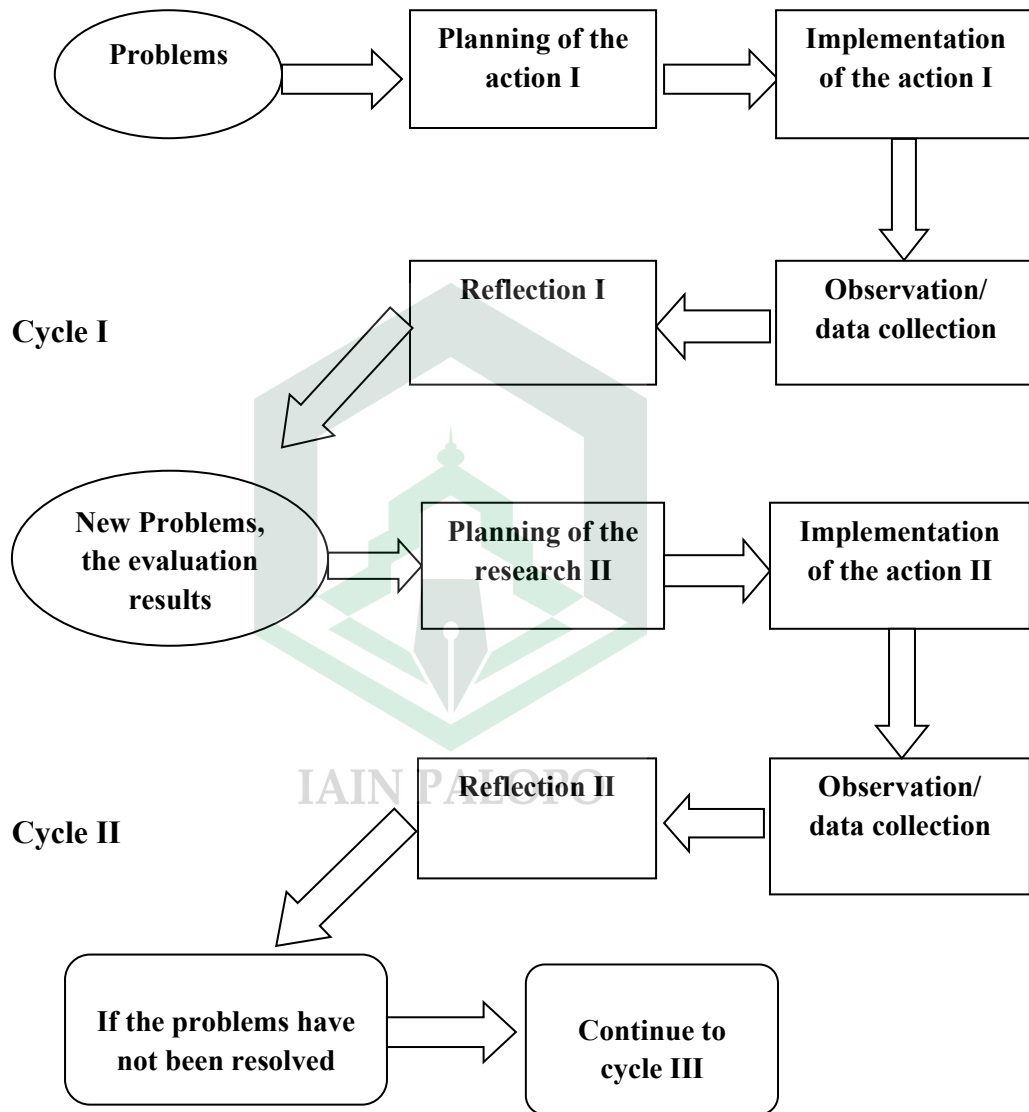 Problems
Planning of the
action I
Implementation
of the action I
Cycle I
Reflection I
Observation/
data collection
New Problems,
the evaluation
results
Planning of the
research II
Implementation
of the action II
IAIN PALOPO
Cycle II
Reflection II
Observation/
data collection
If the problems have
not been resolved
Continue to
cycle III